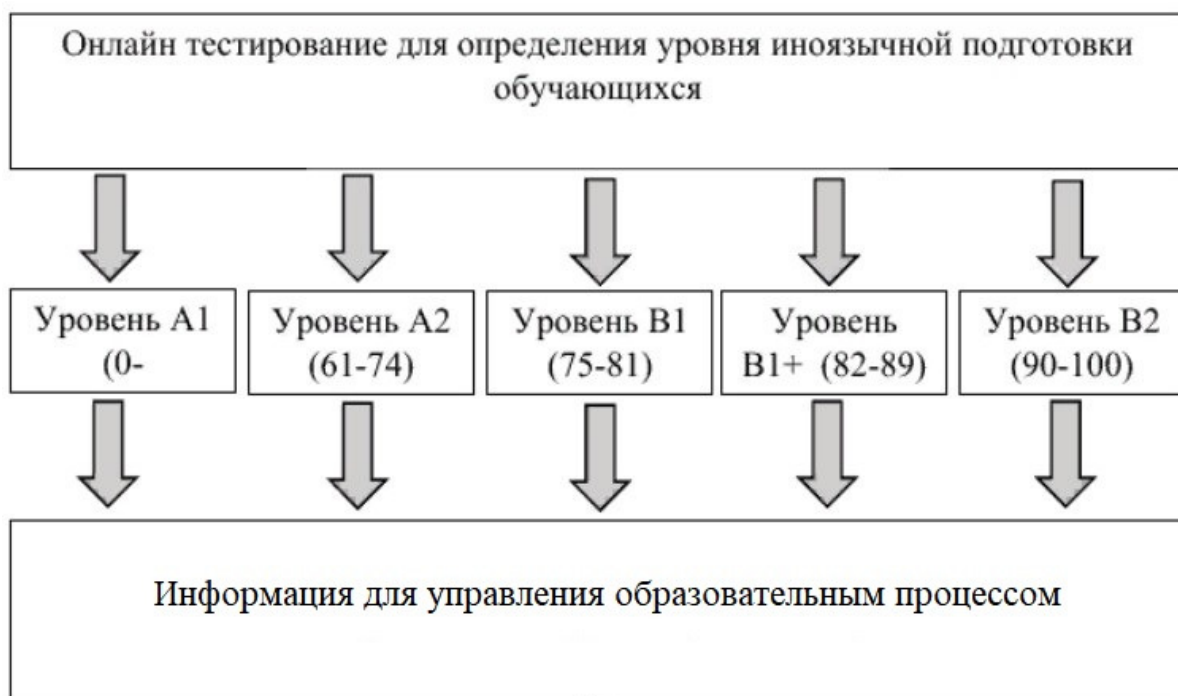 Онлайн тестирование для определения уровня иноязычной подготовки
обучающихся
Уровень А1
(0-
Уровень А2
(61-74)
Уровень В1
(75-81)
Уровень
В1+ (82-89)
Уровень В2
(90-100)
Информация для управления образовательным процессом